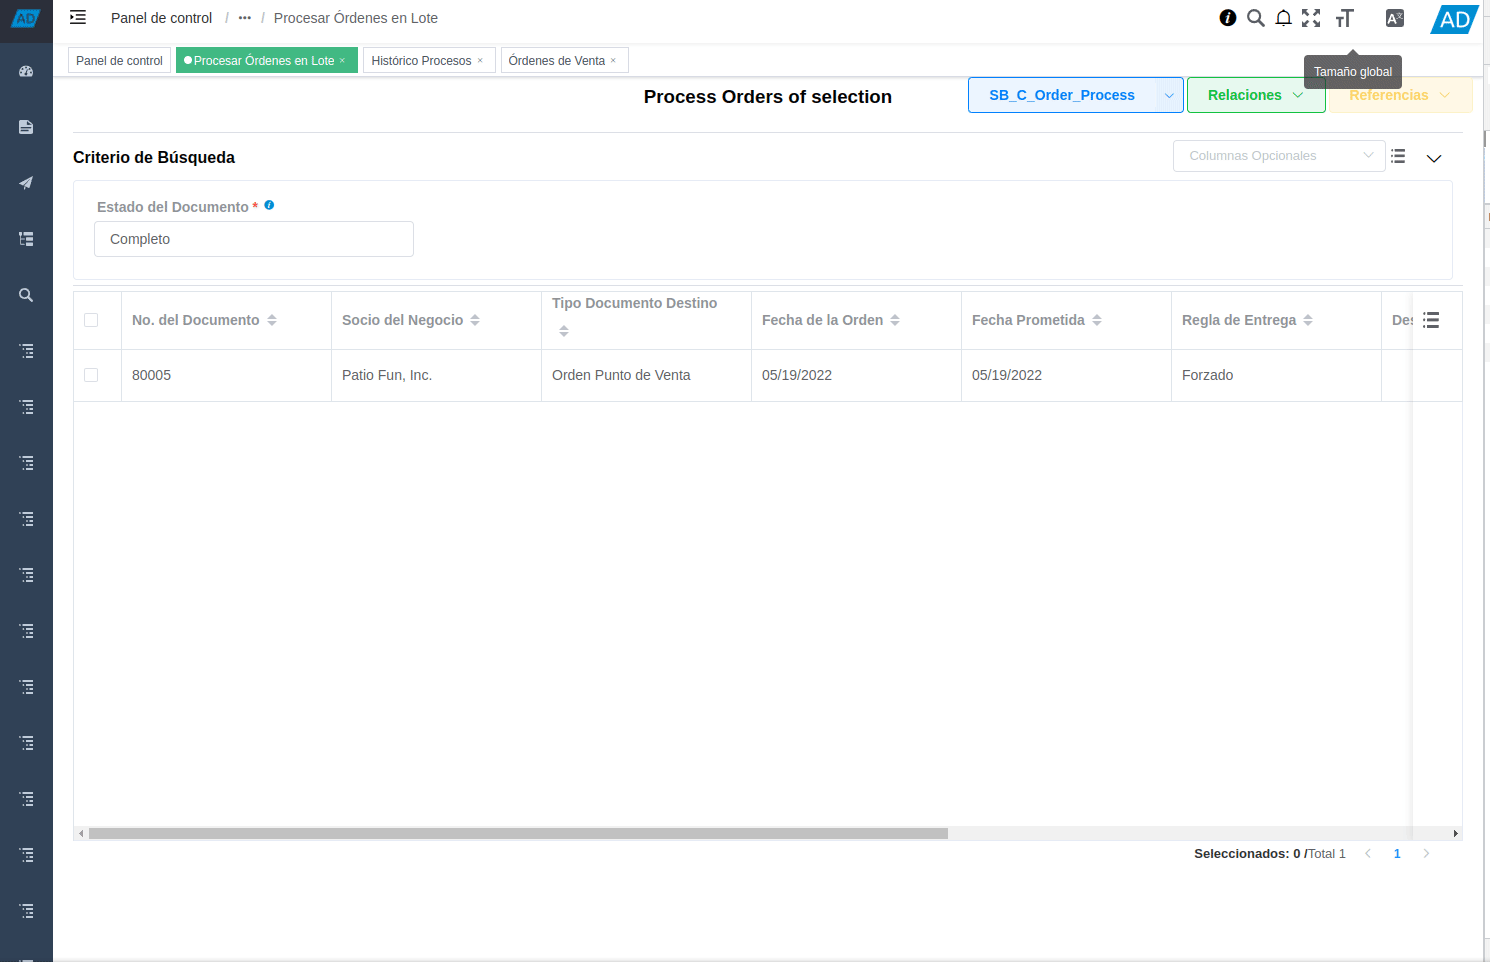 AD
Panel de control / ••• / Procesar Órdenes en Lote
AD
Panel de control
Procesar Órdenes en Lote ×
Histórico Procesos ×
Órdenes de Venta ×
Tamaño global
Process Orders of selection
SB_C_Order_Process
Relaciones
Referencias
Criterio de Búsqueda
Columnas Opcionales
Estado del Documento *
Completo
No. del Documento
Socio del Negocio
Tipo Documento Destino
Fecha de la Orden
Fecha Prometida
Regla de Entrega
Des
80005
Patio Fun, Inc.
Orden Punto de Venta
05/19/2022
05/19/2022
Forzado
Seleccionados: 0 /Total 1
1